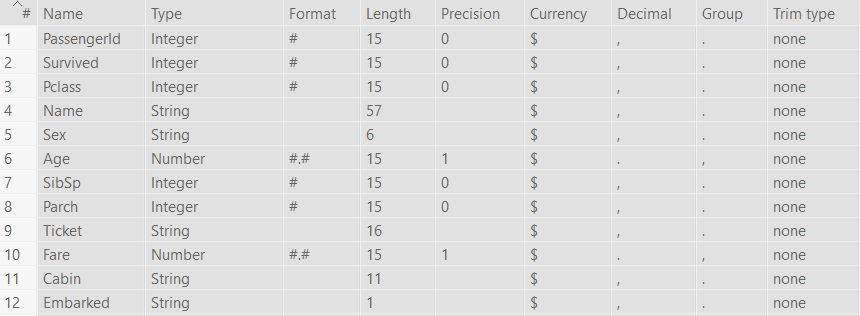 # Name Type Format Length Precision Currency Decimal Group Trim type
1 PassengerId Integer # 15 0 $ , . none
2 Survived Integer # 15 0 $ , . none
3 Pclass Integer # 15 0 $ , . none
4 Name String 57 $ , . none
5 Sex String 6 $ , . none
6 Age Number #.# 15 1 $ . , none
7 SibSp Integer # 15 0 $ , . none
8 Parch Integer # 15 0 $ , . none
9 Ticket String 16 $ , . none
10 Fare Number #.# 15 1 $ . , none
11 Cabin String 11 $ , . none
12 Embarked String 1 $ , . none